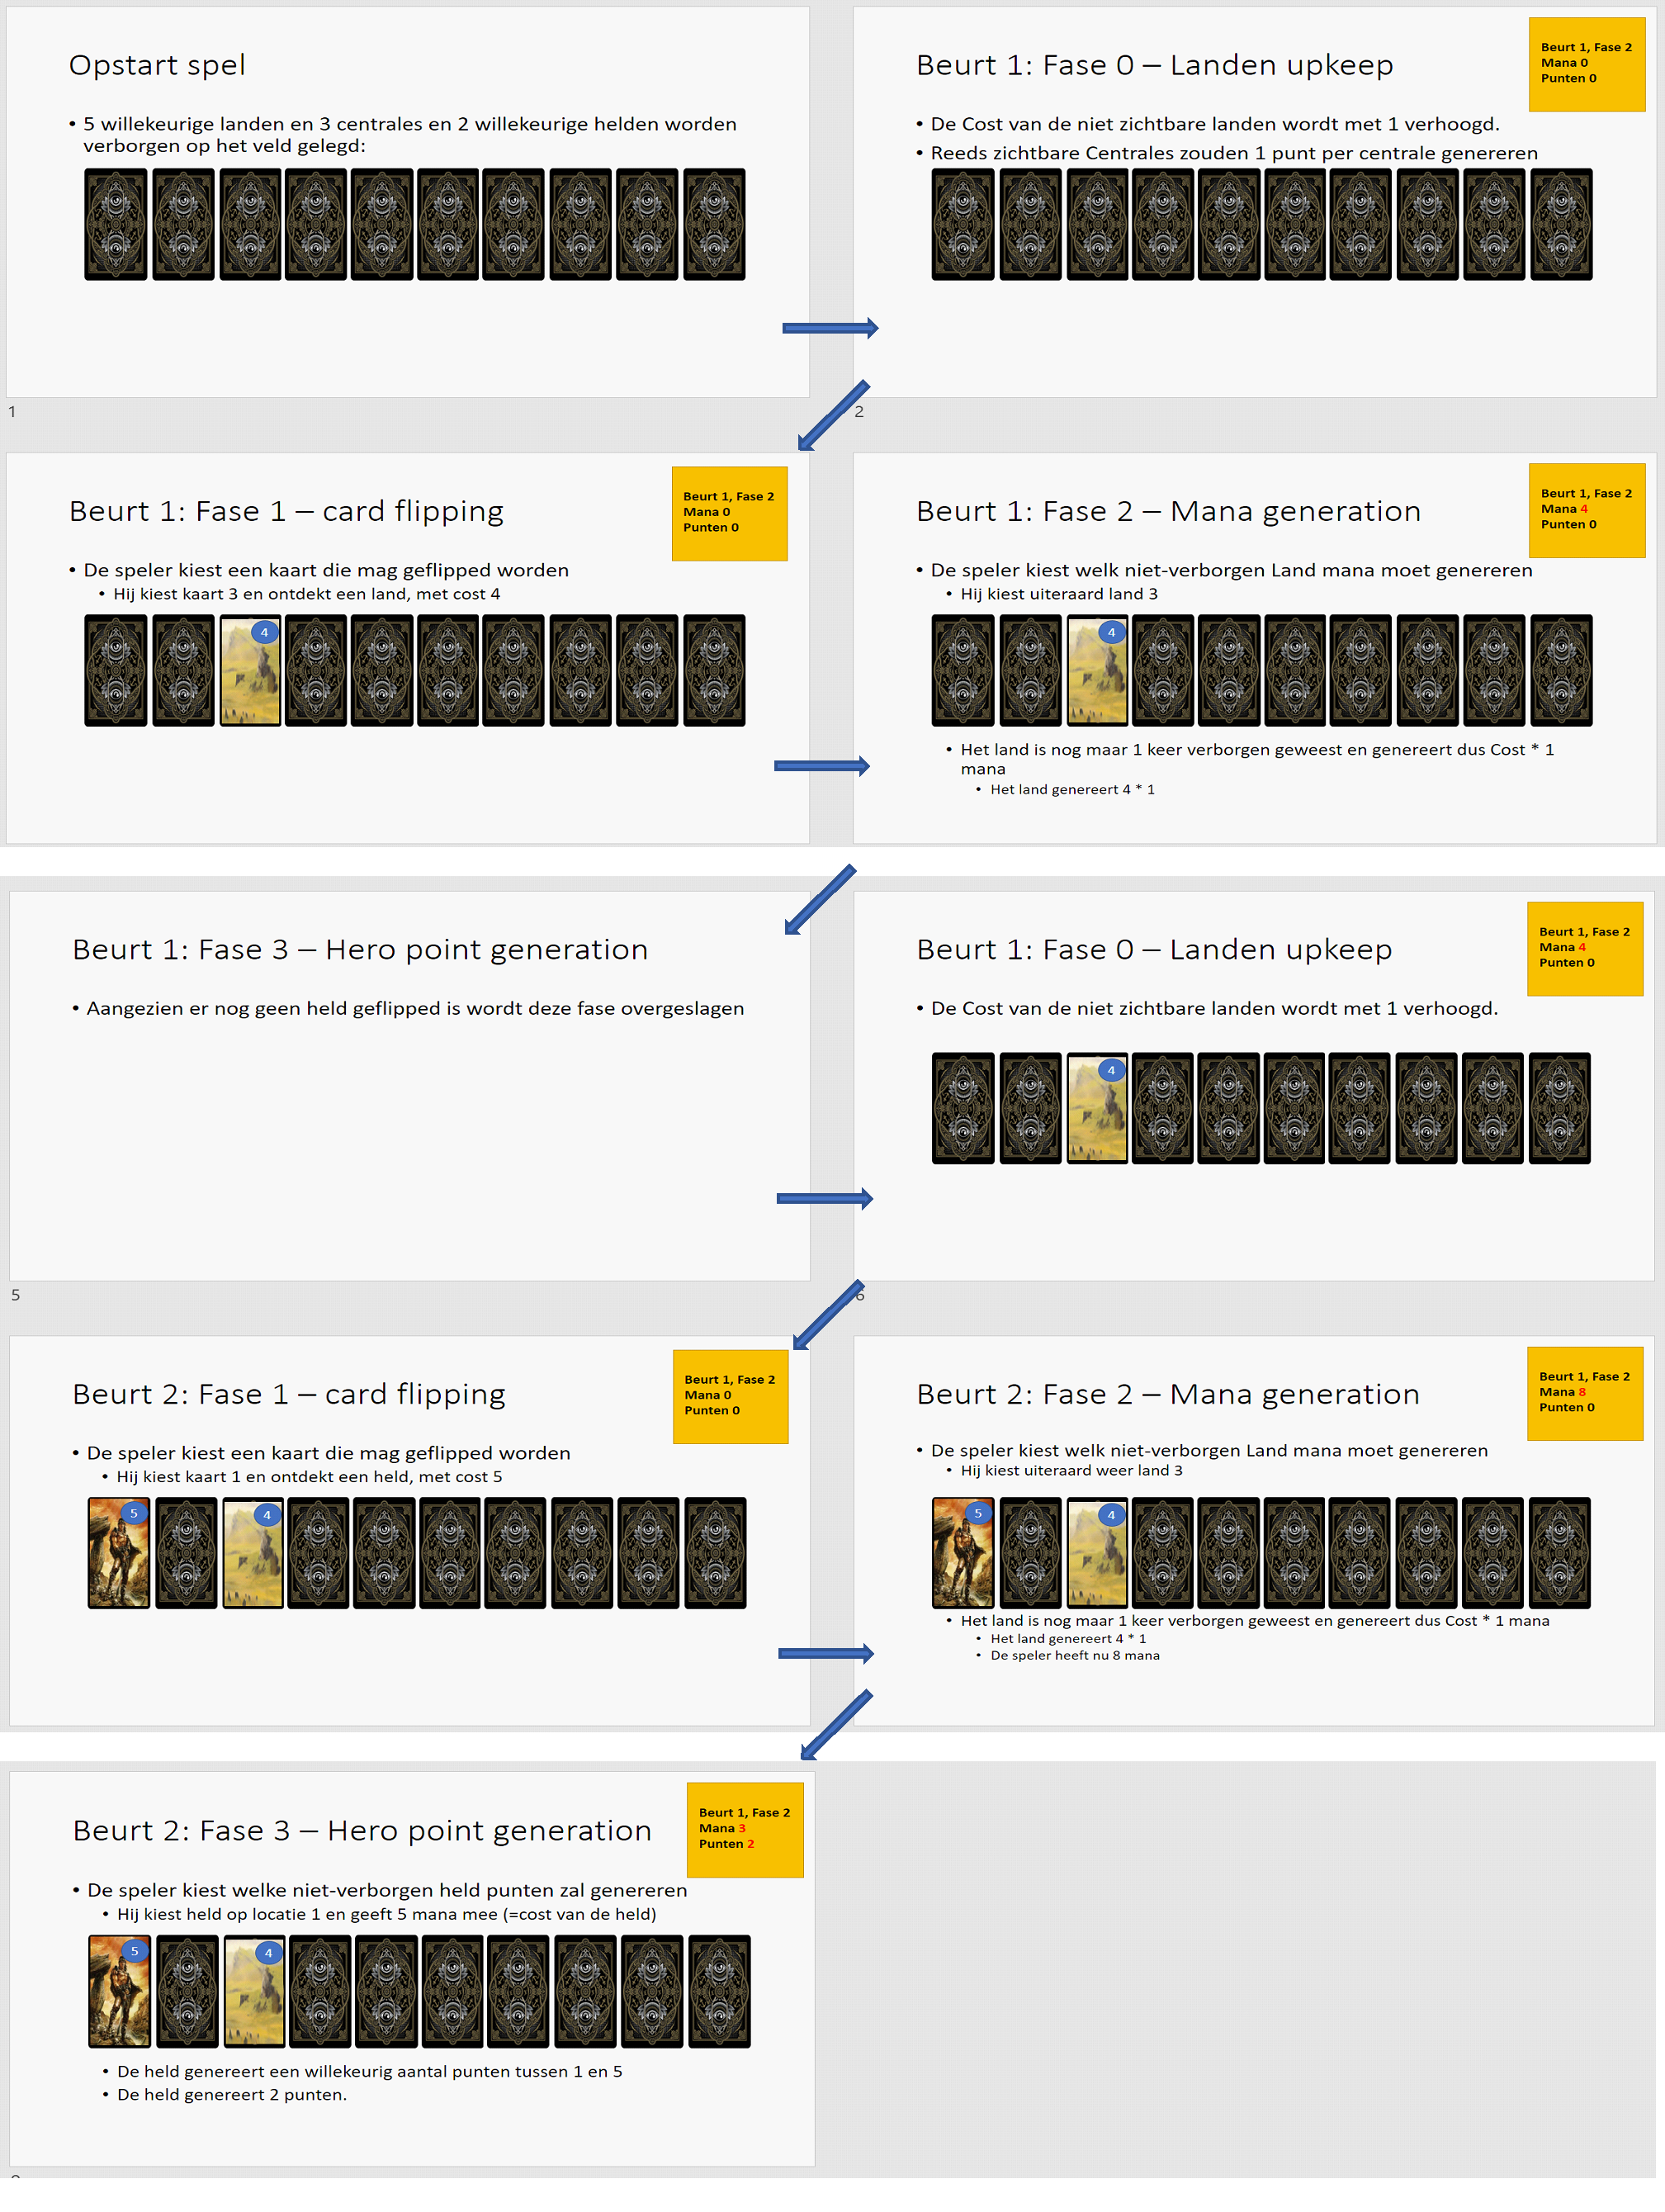 Opstart spel
• 5 willekeurige landen en 3 centrales en 2 willekeurige helden worden
verborgen op het veld gelegd:
1
Beurt 1: Fase 0 – Landen upkeep
Beurt 1, Fase 2
Mana 0
Punten 0
• De Cost van de niet zichtbare landen wordt met 1 verhoogd.
• Reeds zichtbare Centrales zouden 1 punt per centrale genereren
2
Beurt 1: Fase 1 – card flipping
Beurt 1, Fase 2
Mana 0
Punten 0
• De speler kiest een kaart die mag geflipped worden
• Hij kiest kaart 3 en ontdekt een land, met cost 4
4
Beurt 1: Fase 2 – Mana generation
Beurt 1, Fase 2
Mana 4
Punten 0
• De speler kiest welk niet-verborgen Land mana moet genereren
• Hij kiest uiteraard land 3
4
• Het land is nog maar 1 keer verborgen geweest en genereert dus Cost * 1
mana
• Het land genereert 4 * 1
Beurt 1: Fase 3 – Hero point generation
• Aangezien er nog geen held geflipped is wordt deze fase overgeslagen
5
Beurt 1: Fase 0 – Landen upkeep
Beurt 1, Fase 2
Mana 4
Punten 0
• De Cost van de niet zichtbare landen wordt met 1 verhoogd.
4
6
Beurt 2: Fase 1 – card flipping
Beurt 1, Fase 2
Mana 0
Punten 0
• De speler kiest een kaart die mag geflipped worden
• Hij kiest kaart 1 en ontdekt een held, met cost 5
5 4
Beurt 2: Fase 2 – Mana generation
Beurt 1, Fase 2
Mana 8
Punten 0
• De speler kiest welk niet-verborgen Land mana moet genereren
• Hij kiest uiteraard weer land 3
5 4
• Het land is nog maar 1 keer verborgen geweest en genereert dus Cost * 1 mana
• Het land genereert 4 * 1
• De speler heeft nu 8 mana
Beurt 2: Fase 3 – Hero point generation
Beurt 1, Fase 2
Mana 3
Punten 2
• De speler kiest welke niet-verborgen held punten zal genereren
• Hij kiest held op locatie 1 en geeft 5 mana mee (=cost van de held)
5 4
• De held genereert een willekeurig aantal punten tussen 1 en 5
• De held genereert 2 punten.